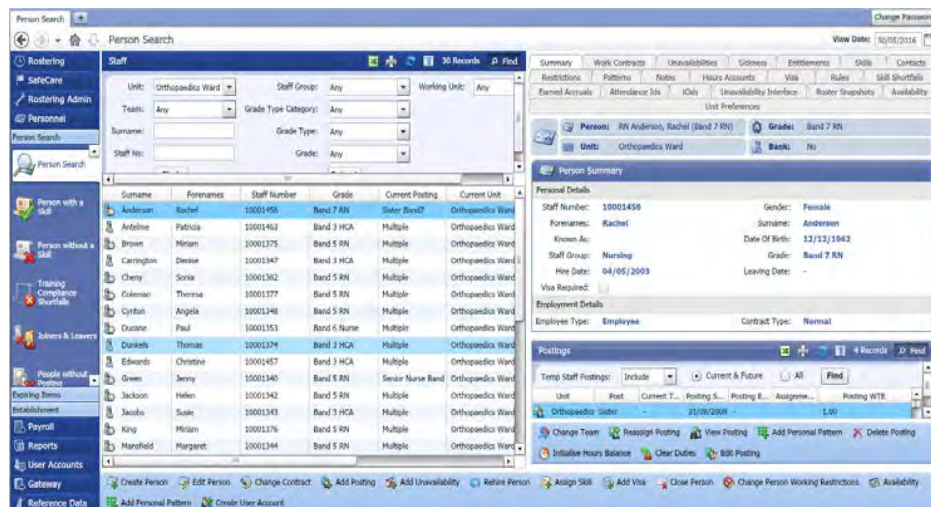 Person Search
Change Password
Person Search
View Date: 30/05/2016
Rostering
SafeCare
Rostering Admin
Personnel
Person Search
Person Search
Person with a Skill
Person without a Skill
Training Compliance Shortfalls
Joiners & Leavers
People without Posting
Expiring Items
Establishment
Payroll
Reports
User Accounts
Gateway
Reference Data
Staff
30 Records
Find
Unit: Orthopaedics Ward
Staff Group: Any
Working Unit: Any
Team: Any
Grade Type Category: Any
Surname:
Grade Type: Any
Staff No:
Grade: Any
Surname Forenames Staff Number Grade Current Posting Current Unit
Anderson Rachel 10001456 Band 7 RN Sister Band7 Orthopaedics Ward
Antelme Patricia 10001463 Band 3 HCA Multiple Orthopaedics Ward
Brown Miriam 10001375 Band 5 RN Multiple Orthopaedics Ward
Carrington Denise 10001347 Band 3 HCA Multiple Orthopaedics Ward
Cheny Sonia 10001362 Band 5 RN Multiple Orthopaedics Ward
Coleman Theresa 10001377 Band 5 RN Multiple Orthopaedics Ward
Cynton Angela 10001348 Band 5 RN Multiple Orthopaedics Ward
Ducane Paul 10001353 Band 6 Nurse Multiple Orthopaedics Ward
Dunkels Thomas 10001374 Band 3 HCA Multiple Orthopaedics Ward
Edwards Christine 10001457 Band 3 HCA Multiple Orthopaedics Ward
Green Jenny 10001340 Band 5 RN Senior Nurse Band Orthopaedics Ward
Jackson Helen 10001342 Band 5 RN Multiple Orthopaedics Ward
Jacobs Susie 10001343 Band 3 HCA Multiple Orthopaedics Ward
King Miriam 10001376 Band 5 RN Multiple Orthopaedics Ward
Mansfield Margaret 10001344 Band 5 RN Multiple Orthopaedics Ward
Summary Work Contracts Unavailabilities Sickness Entitlements Skills Contacts
Restrictions Patterns Notes Hours Accounts Visa Rules Skill Shortfalls
Earned Accruals Attendance Ids Unavailability Interface Roster Snapshots Availability
Unit Preferences
Person: RN Anderson, Rachel (Band 7 RN)
Grade: Band 7 RN
Unit: Orthopaedics Ward
Bank: No
Person Summary
Personal Details
Staff Number: 10001456
Gender: Female
Forenames: Rachel
Surname: Anderson
Known As:
Date Of Birth: 12/12/1942
Staff Group: Nursing
Grade: Band 7 RN
Hire Date: 04/05/2003
Leaving Date: -
Visa Required:
Employment Details
Employee Type: Employee
Contract Type: Normal
Postings
4 Records
Find
Temp Staff Postings: Include
Current & Future
All
Find
Unit Post Current T... Posting S... Posting E... Assignme... Posting WTE
Orthopaedics Sister - 31/08/2009 - 1.00
Change Team Reassign Posting View Posting Add Personal Pattern Delete Posting
Initialise Hours Balance Clear Duties Edit Posting
Create Person Edit Person Change Contract Add Posting Add Unavailability Rehire Person Assign Skill Add Visa Close Person Change Person Working Restrictions Availability
Add Personal Pattern Create User Account